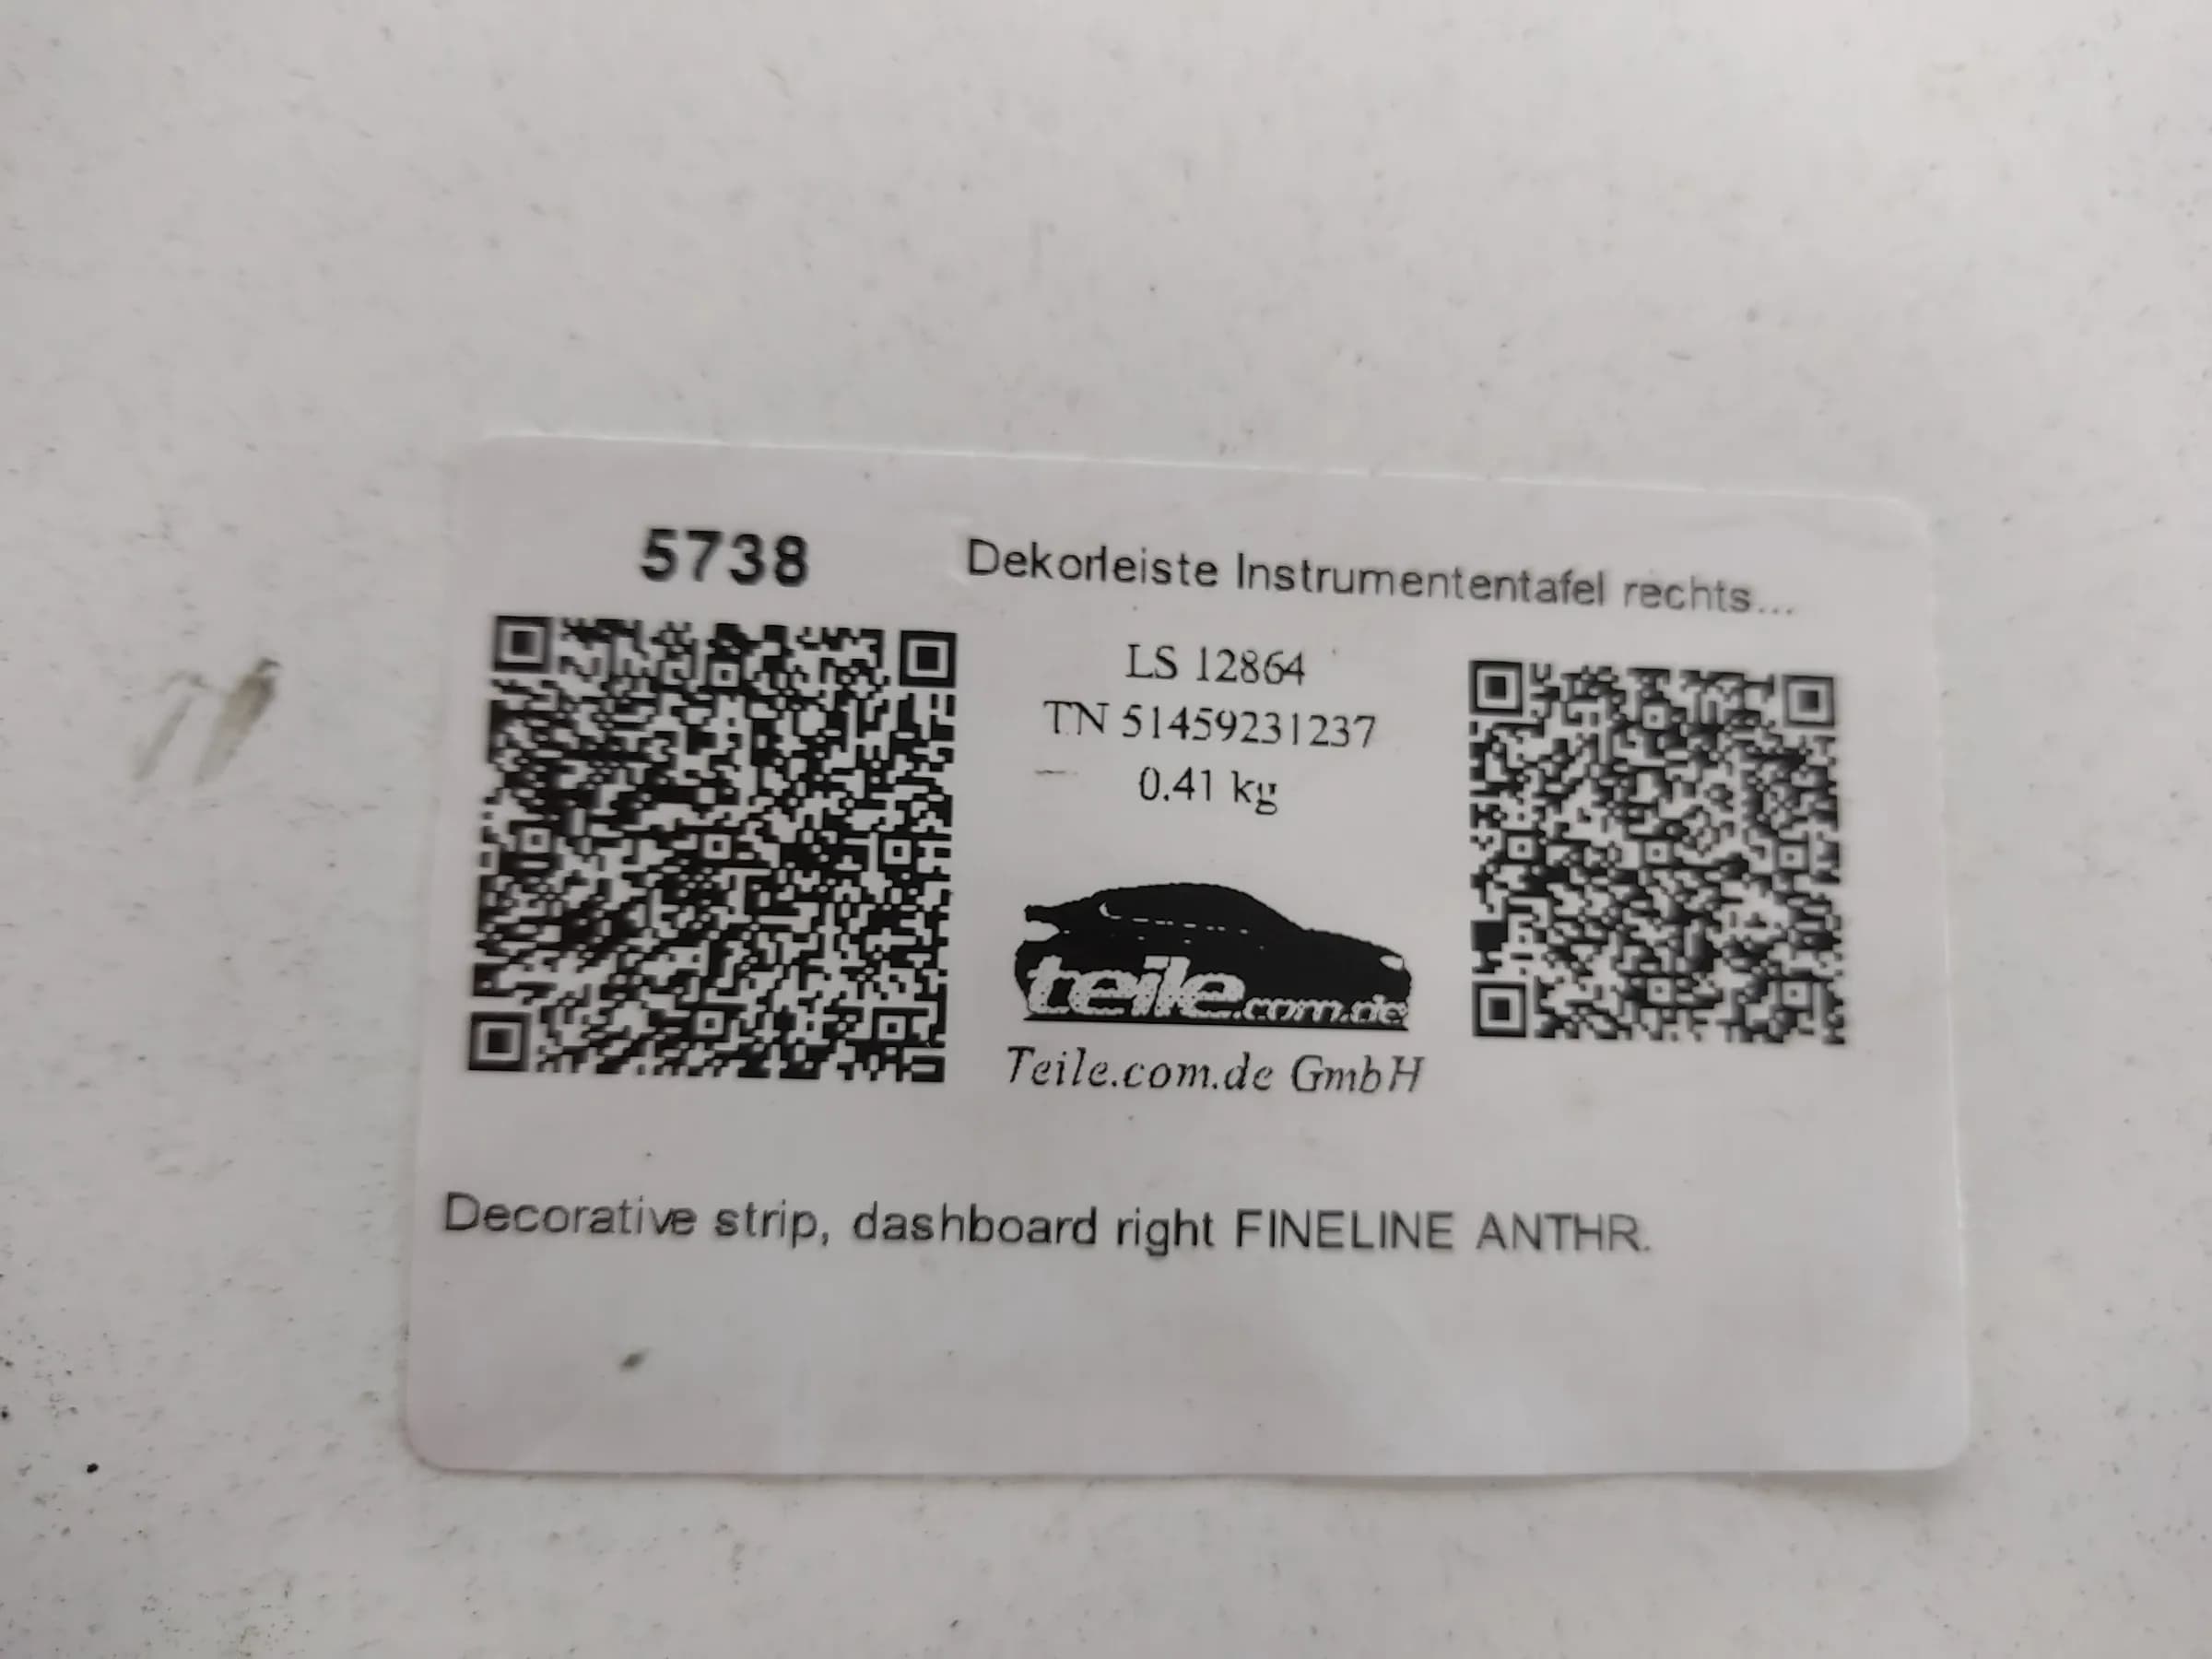 5738
Dekorleiste Instrumententafel rechts...
LS 12864
TN 51459231237
0.41 kg
teile.com.de
Teile.com.de GmbH
Decorative strip, dashboard right FINELINE ANTHR.